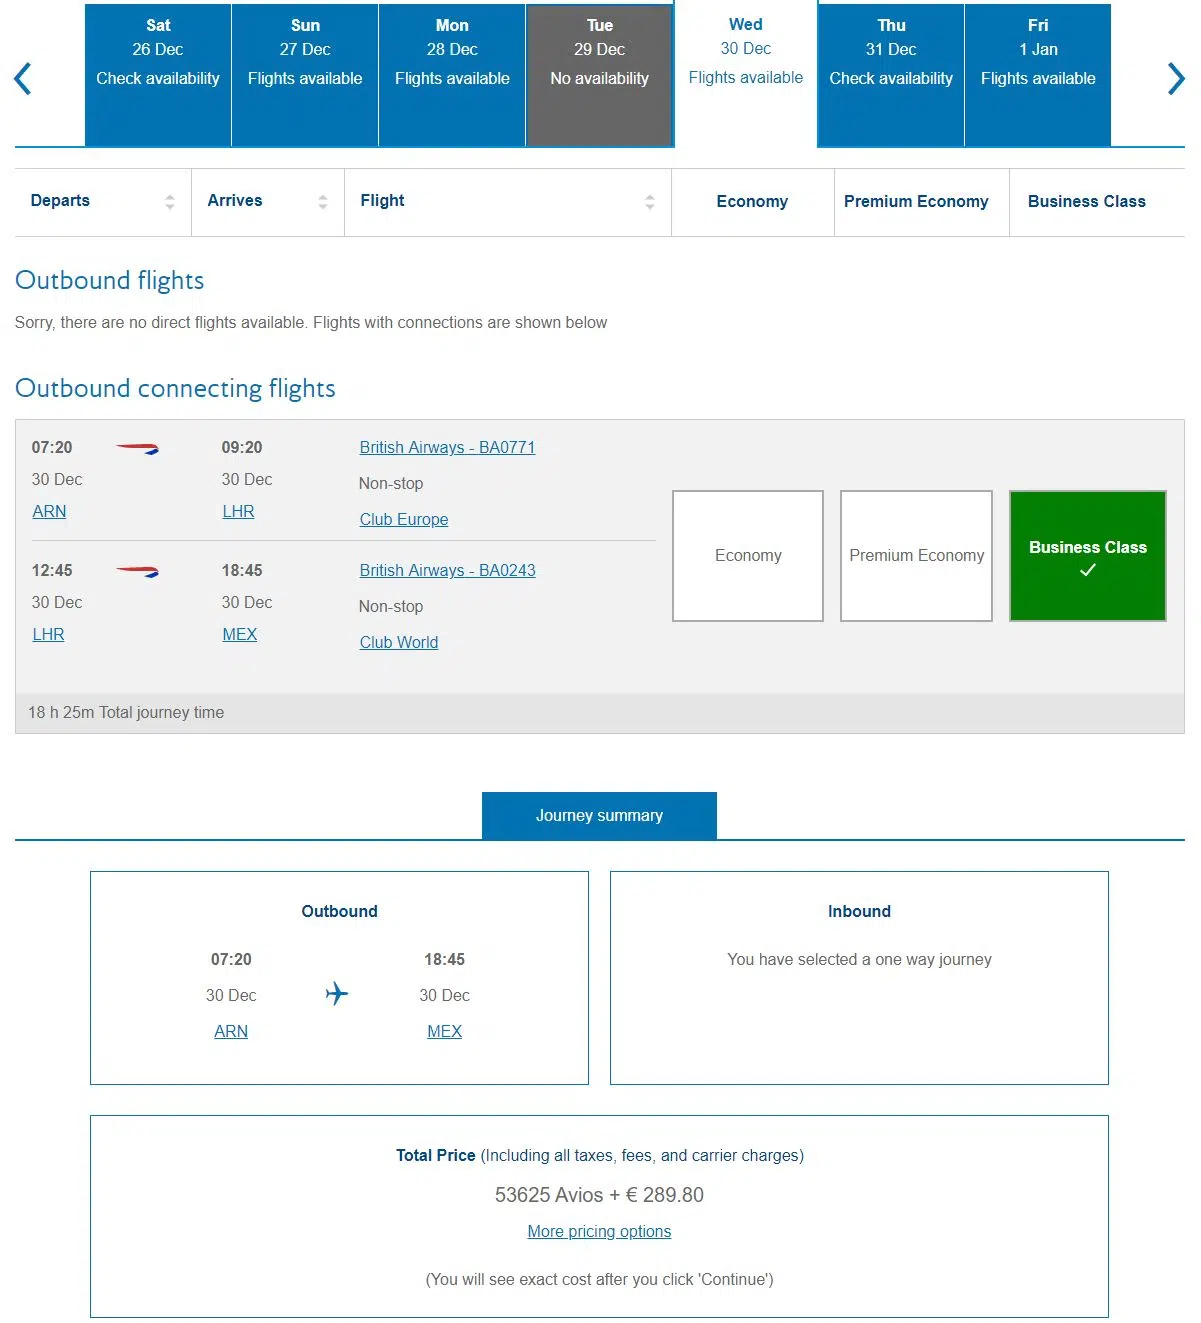 Sat
26 Dec
Check availability
Sun
27 Dec
Flights available
Mon
28 Dec
Flights available
Tue
29 Dec
No availability
Wed
30 Dec
Flights available
Thu
31 Dec
Check availability
Fri
1 Jan
Flights available
Departs
Arrives
Flight
Economy
Premium Economy
Business Class
Outbound flights
Sorry, there are no direct flights available. Flights with connections are shown below
Outbound connecting flights
07:20
30 Dec
ARN
09:20
30 Dec
LHR
British Airways - BA0771
Non-stop
Club Europe
12:45
30 Dec
LHR
18:45
30 Dec
MEX
British Airways - BA0243
Non-stop
Club World
Economy
Premium Economy
Business Class
18 h 25m Total journey time
Journey summary
Outbound
07:20
30 Dec
ARN
18:45
30 Dec
MEX
Inbound
You have selected a one way journey
Total Price (Including all taxes, fees, and carrier charges)
53625 Avios + € 289.80
More pricing options
(You will see exact cost after you click 'Continue')